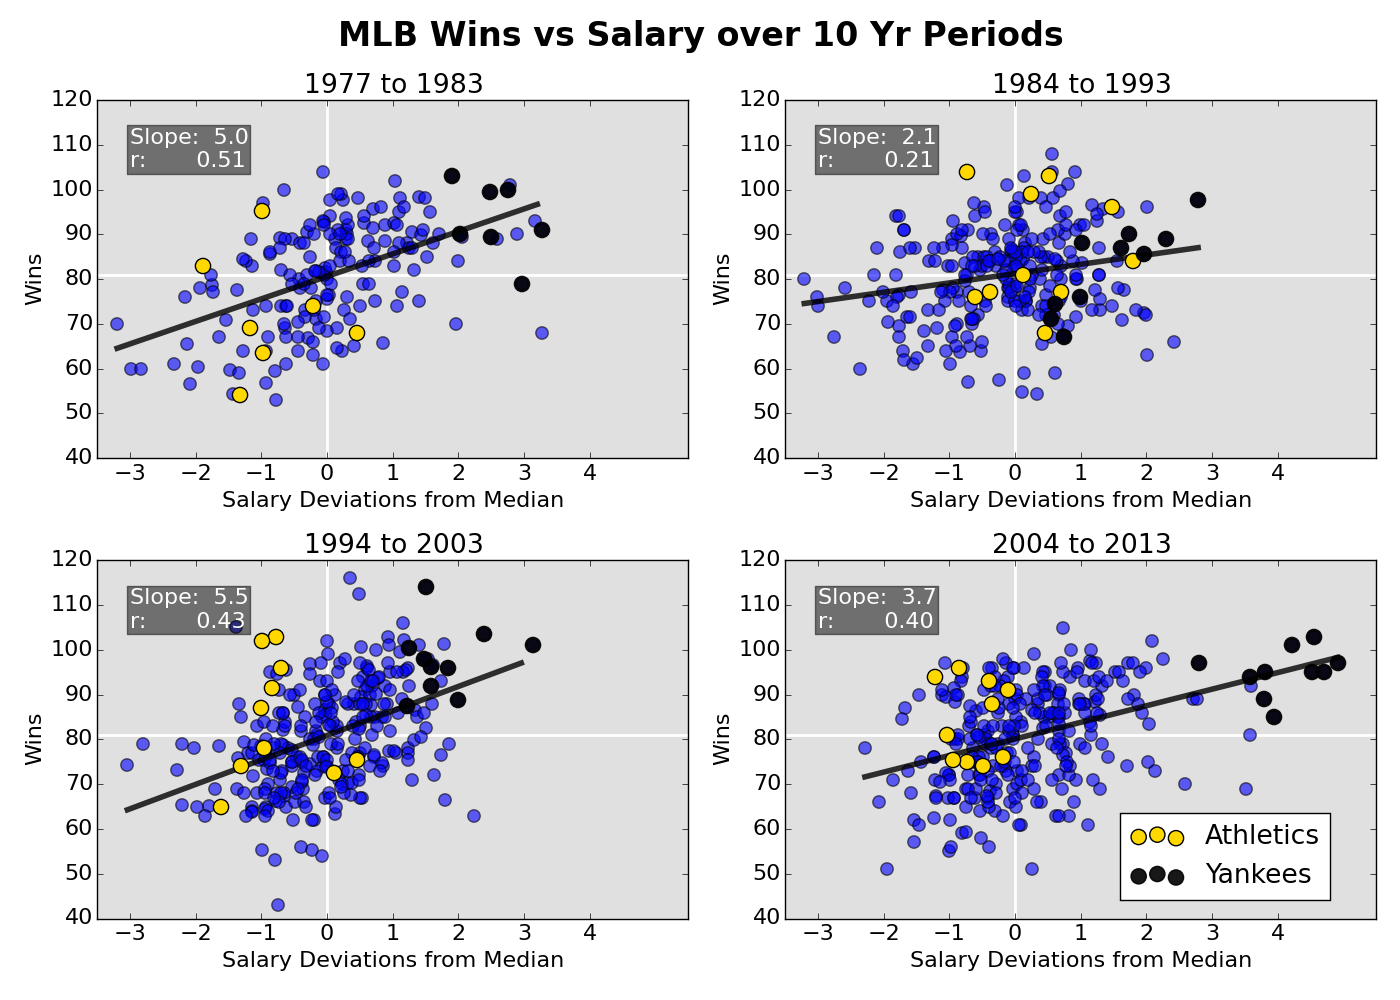 MLB Wins vs Salary over 10 Yr Periods
1977 to 1983
120
110
100
90
80
70
60
50
40
Wins
Slope: 5.0
r: 0.51
−3 −2 −1 0 1 2 3 4
Salary Deviations from Median
1984 to 1993
120
110
100
90
80
70
60
50
40
Wins
Slope: 2.1
r: 0.21
−3 −2 −1 0 1 2 3 4
Salary Deviations from Median
1994 to 2003
120
110
100
90
80
70
60
50
40
Wins
Slope: 5.5
r: 0.43
−3 −2 −1 0 1 2 3 4
Salary Deviations from Median
2004 to 2013
120
110
100
90
80
70
60
50
40
Wins
Slope: 3.7
r: 0.40
Athletics
Yankees
−3 −2 −1 0 1 2 3 4
Salary Deviations from Median